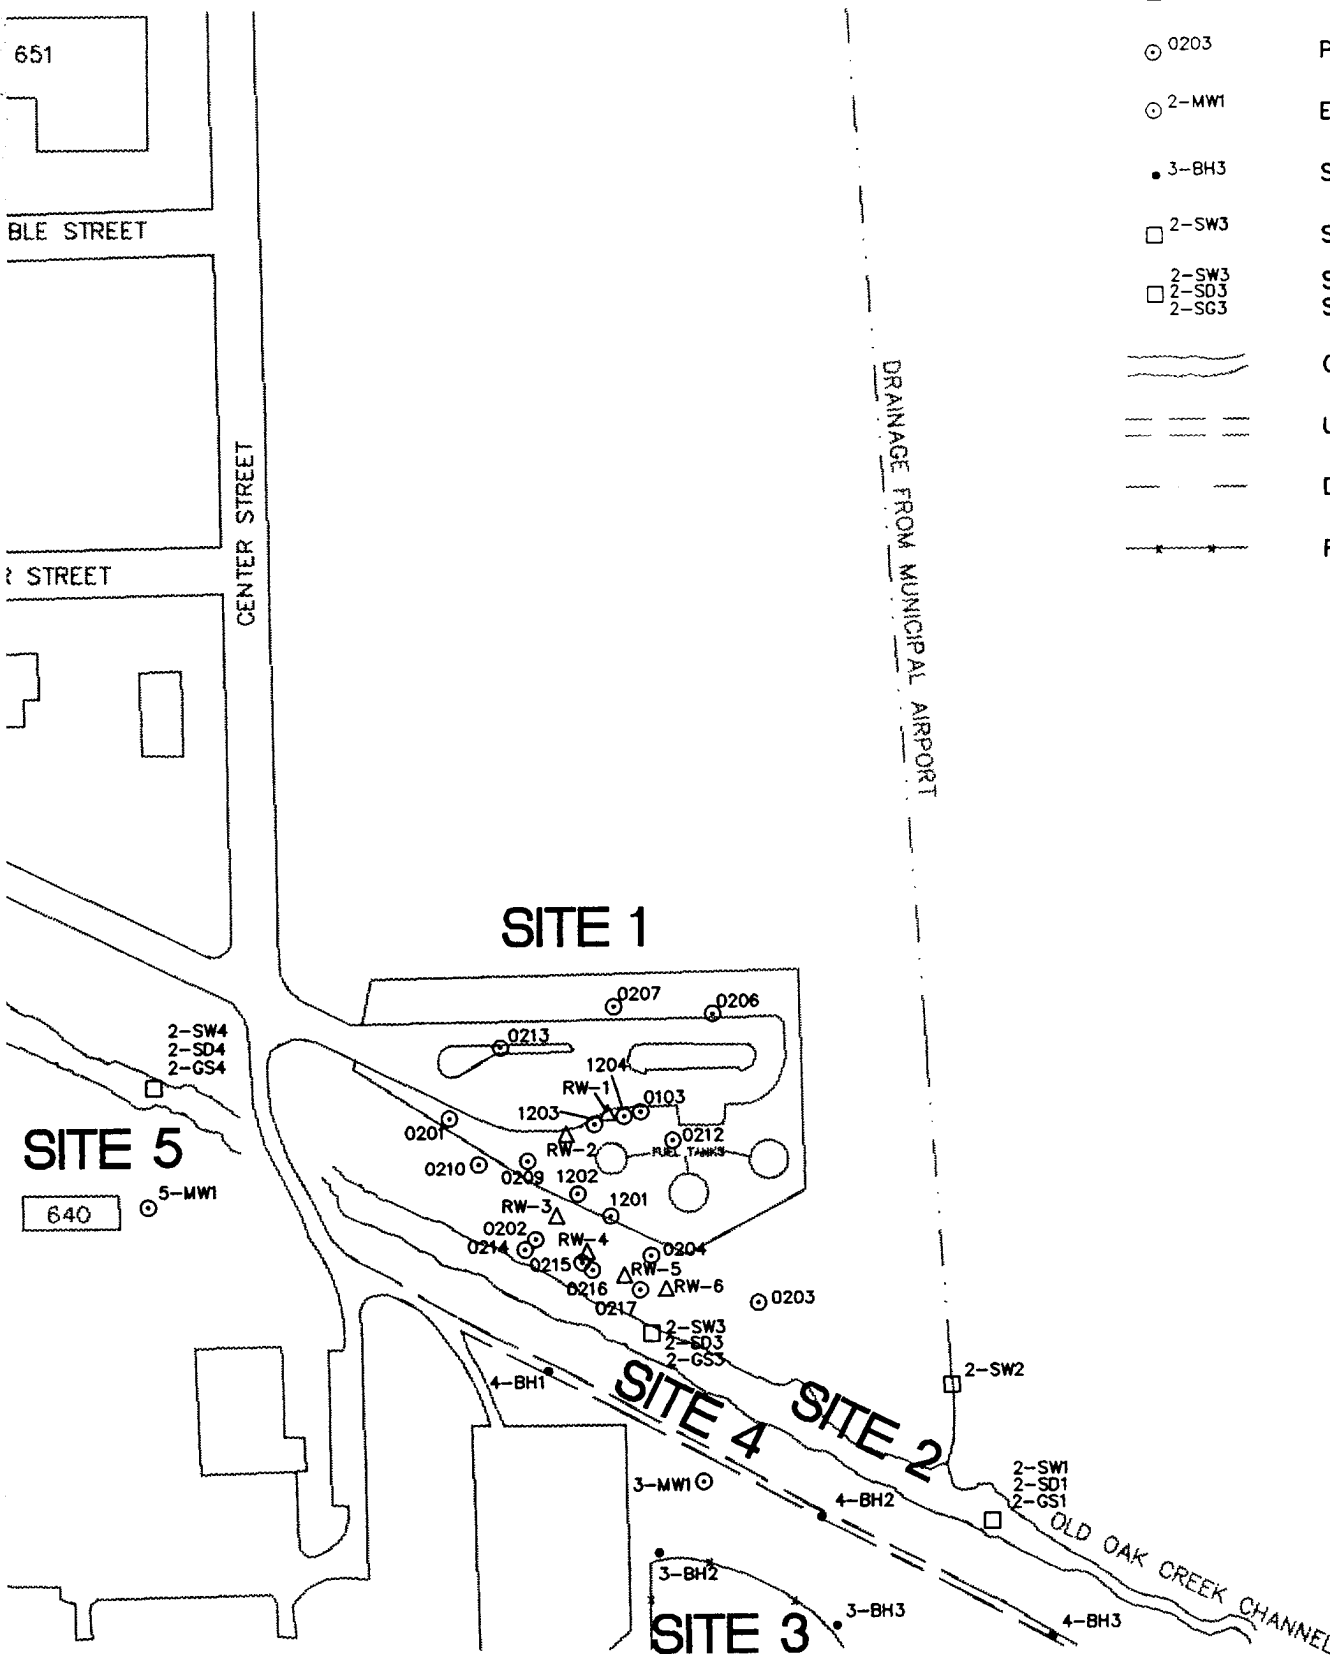 651
0203
P
2-MW1
E
3-BH3
S
BLE STREET
2-SW3
S
2-SW3
2-SD3
2-SG3
S
S
DRAINAGE FROM MUNICIPAL AIRPORT
CENTER STREET
STREET
SITE 1
0207
0206
0213
1204
RW-1
0103
1203
0201
RW-2
0212
FUEL TANKS
0210
0209
1202
1201
RW-3
0202
0214
RW-4
0204
0215
RW-5
0216
RW-6
0217
0203
2-SW4
2-SD4
2-GS4
SITE 5
5-MW1
640
2-SW3
2-SD3
2-GS3
4-BH1
SITE 4
SITE 2
2-SW2
3-MW1
4-BH2
2-SW1
2-SD1
2-GS1
OLD OAK CREEK CHANNEL
3-BH2
3-BH3
SITE 3
4-BH3